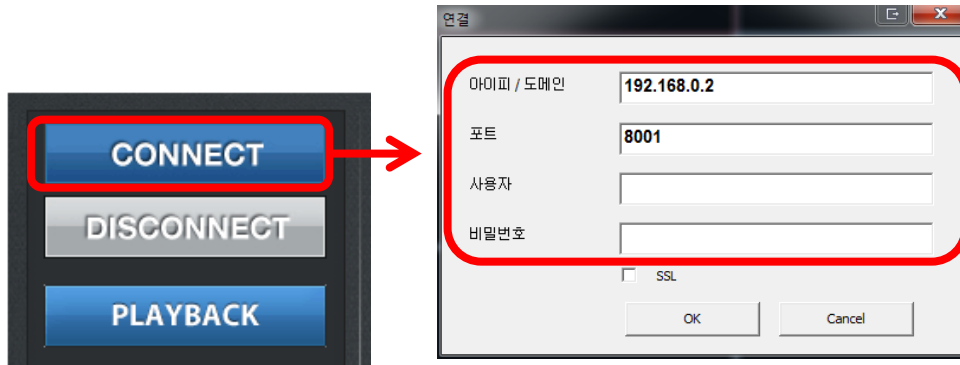 CONNECT
DISCONNECT
PLAYBACK
연결
아이피 / 도메인
192.168.0.2
포트
8001
사용자
비밀번호
SSL
OK
Cancel